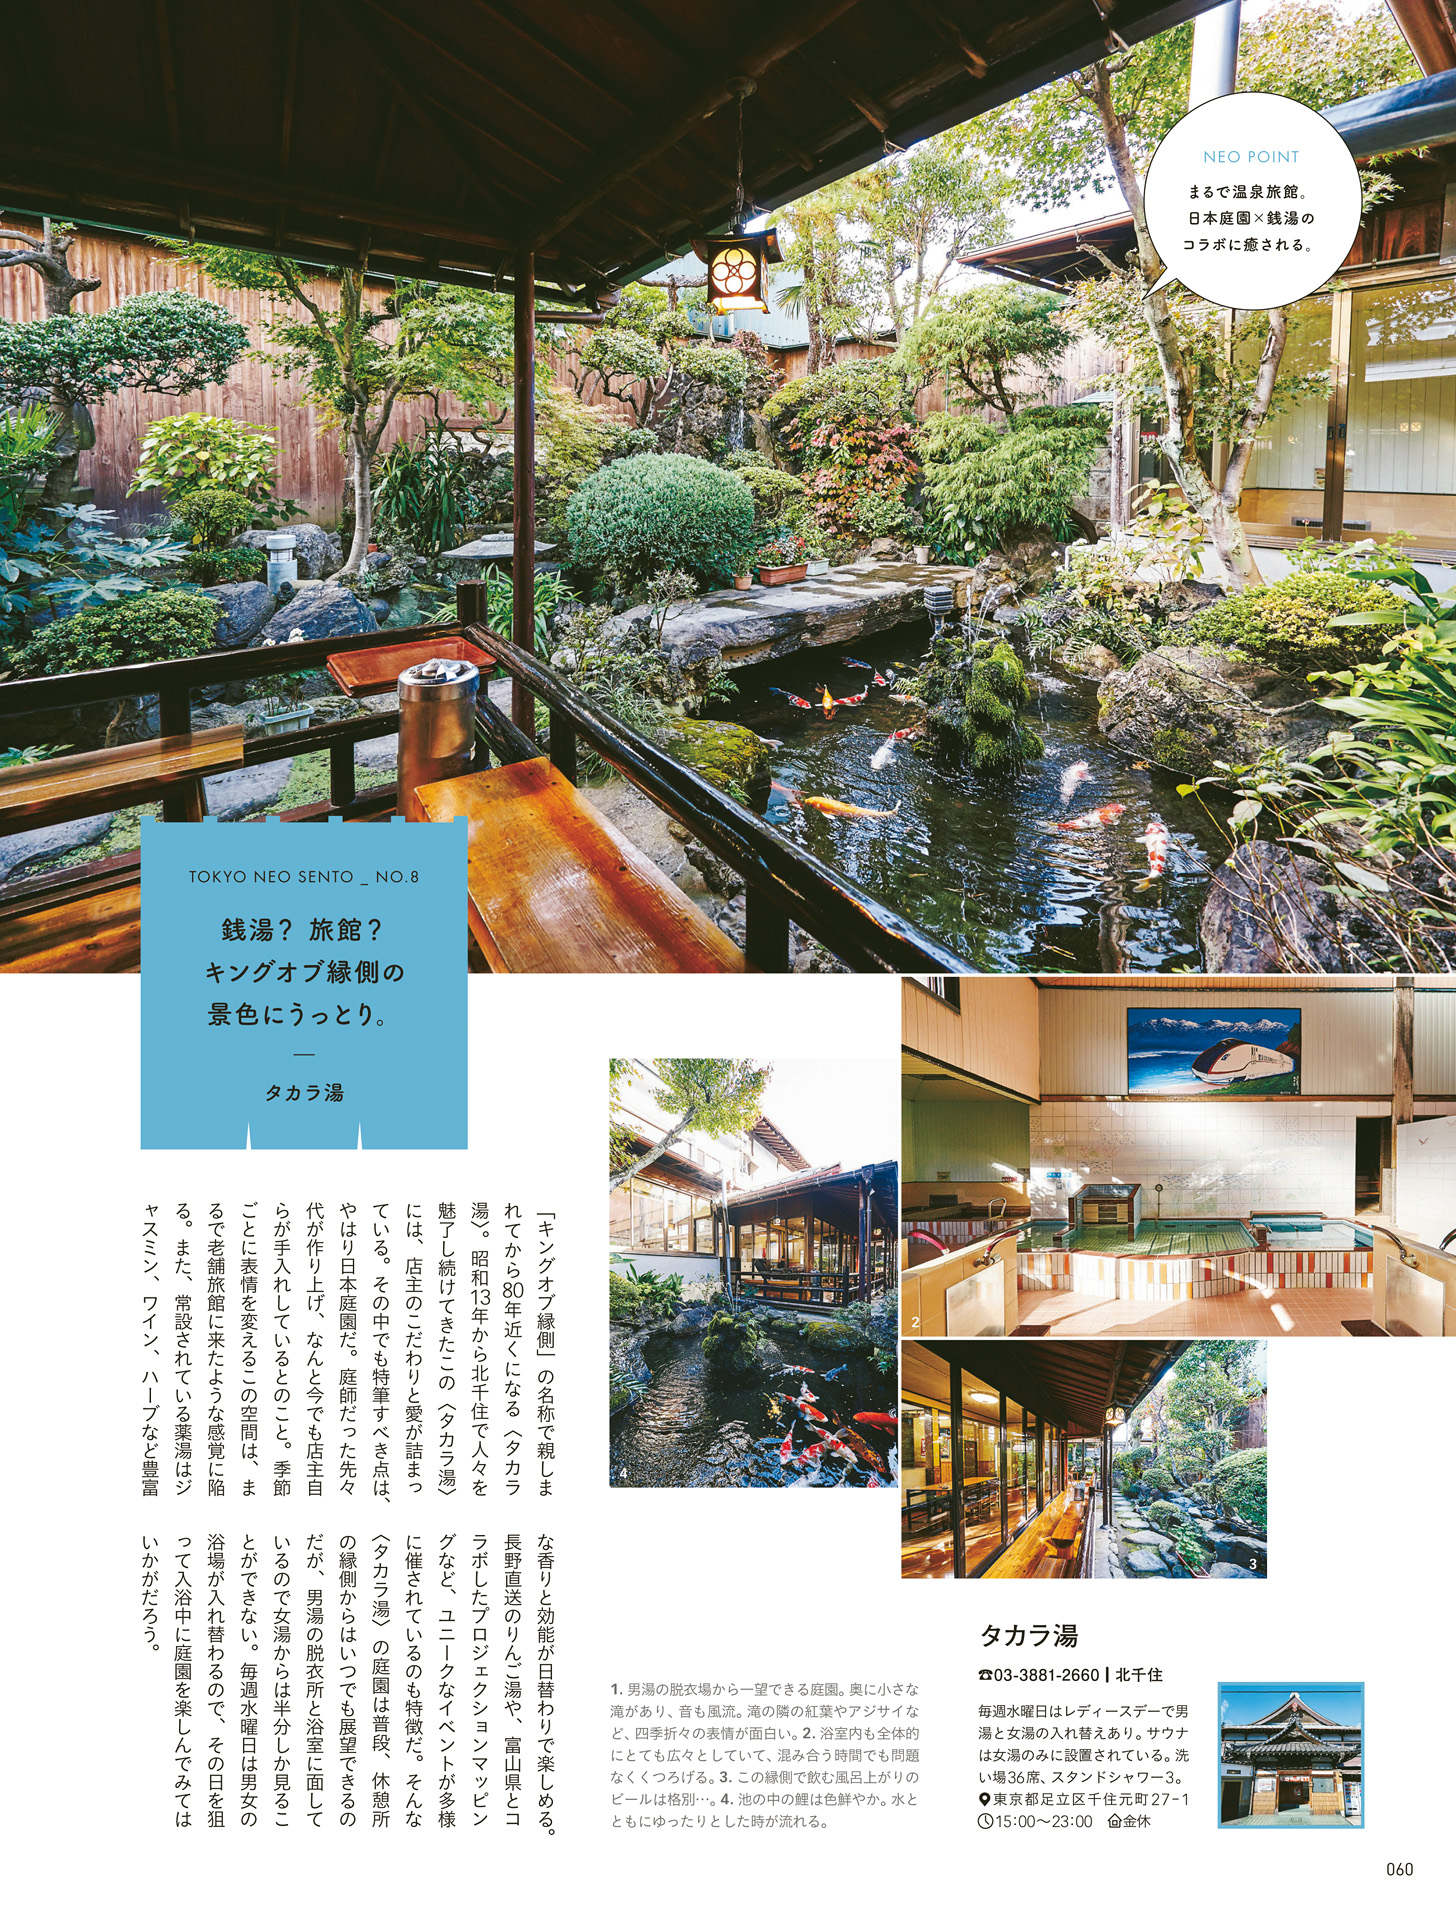 NEO POINT
まるで温泉旅館。
日本庭園×銭湯の
コラボに癒される。
TOKYO NEO SENTO _ NO.8
銭湯？ 旅館？
キングオブ縁側の
景色にうっとり。
タカラ湯
「キングオブ縁側」の名称で親しま
れてから80年近くになる〈タカラ
湯〉。昭和13年から北千住で人々を
魅了し続けてきたこの〈タカラ湯〉
には、店主のこだわりと愛が詰まっ
ている。その中でも特筆すべき点は、
やはり日本庭園だ。庭師だった先々
代が作り上げ、なんと今でも店主自
らが手入れしているとのこと。季節
ごとに表情を変えるこの空間は、ま
るで老舗旅館に来たような感覚に陥
る。また、常設されている薬湯はジ
ャスミン、ワイン、ハーブなど豊富
な香りと効能が日替わりで楽しめる。
長野直送のりんご湯や、富山県とコ
ラボしたプロジェクションマッピン
グなど、ユニークなイベントが多様
に催されているのも特徴だ。そんな
〈タカラ湯〉の庭園は普段、休憩所
の縁側からはいつでも展望できるの
だが、男湯の脱衣所と浴室に面して
いるので女湯からは半分しか見るこ
とができない。毎週水曜日は男女の
浴場が入れ替わるので、その日を狙
って入浴中に庭園を楽しんでみては
いかがだろう。
2
4
3
1. 男湯の脱衣場から一望できる庭園。奥に小さな
滝があり、音も風流。滝の隣の紅葉やアジサイな
ど、四季折々の表情が面白い。2. 浴室内も全体的
にとても広々としていて、混み合う時間でも問題
なくくつろげる。3. この縁側で飲む風呂上がりの
ビールは格別…。4. 池の中の鯉は色鮮やか。水と
ともにゆったりとした時が流れる。
タカラ湯
☎03-3881-2660┃北千住
毎週水曜日はレディースデーで男
湯と女湯の入れ替えあり。サウナ
は女湯のみに設置されている。洗
い場36席、スタンドシャワー3。
東京都足立区千住元町27-1
15:00〜23:00 金休
060